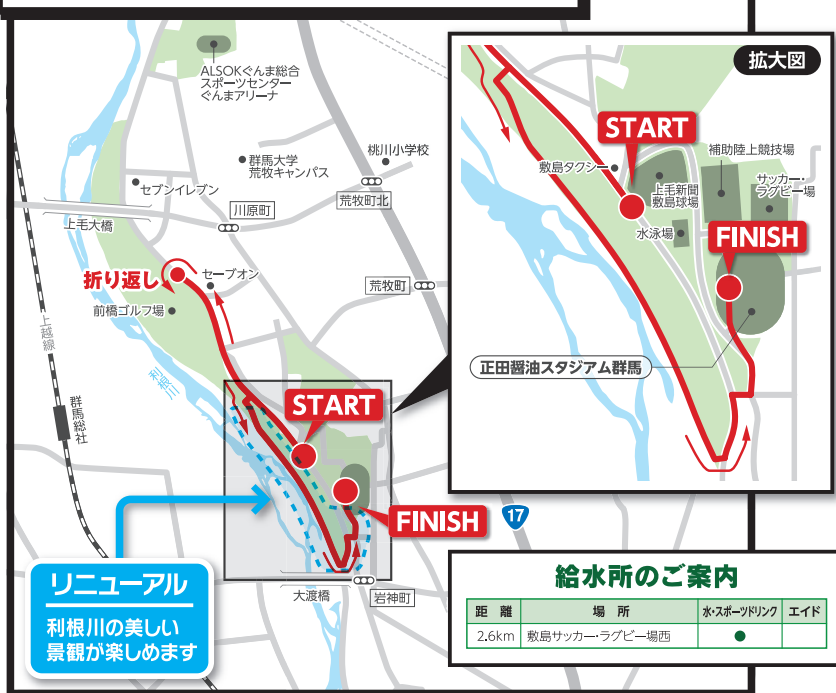 ALSOKぐんま総合
スポーツセンター
ぐんまアリーナ
群馬大学
荒牧キャンパス
桃川小学校
セブンイレブン
荒牧町北
川原町
上毛大橋
折り返し
セーブオン
荒牧町
前橋ゴルフ場
上越線
利根川
群馬総社
START
FINISH
17
リニューアル
利根川の美しい
景観が楽しめます
大渡橋
岩神町
拡大図
START
敷島タクシー
補助陸上競技場
上毛新聞
敷島球場
サッカー・
ラグビー場
水泳場
FINISH
正田醤油スタジアム群馬
給水所のご案内
距離 場所 水・スポーツドリンク エイド
2.6km 敷島サッカー・ラグビー場西 ●